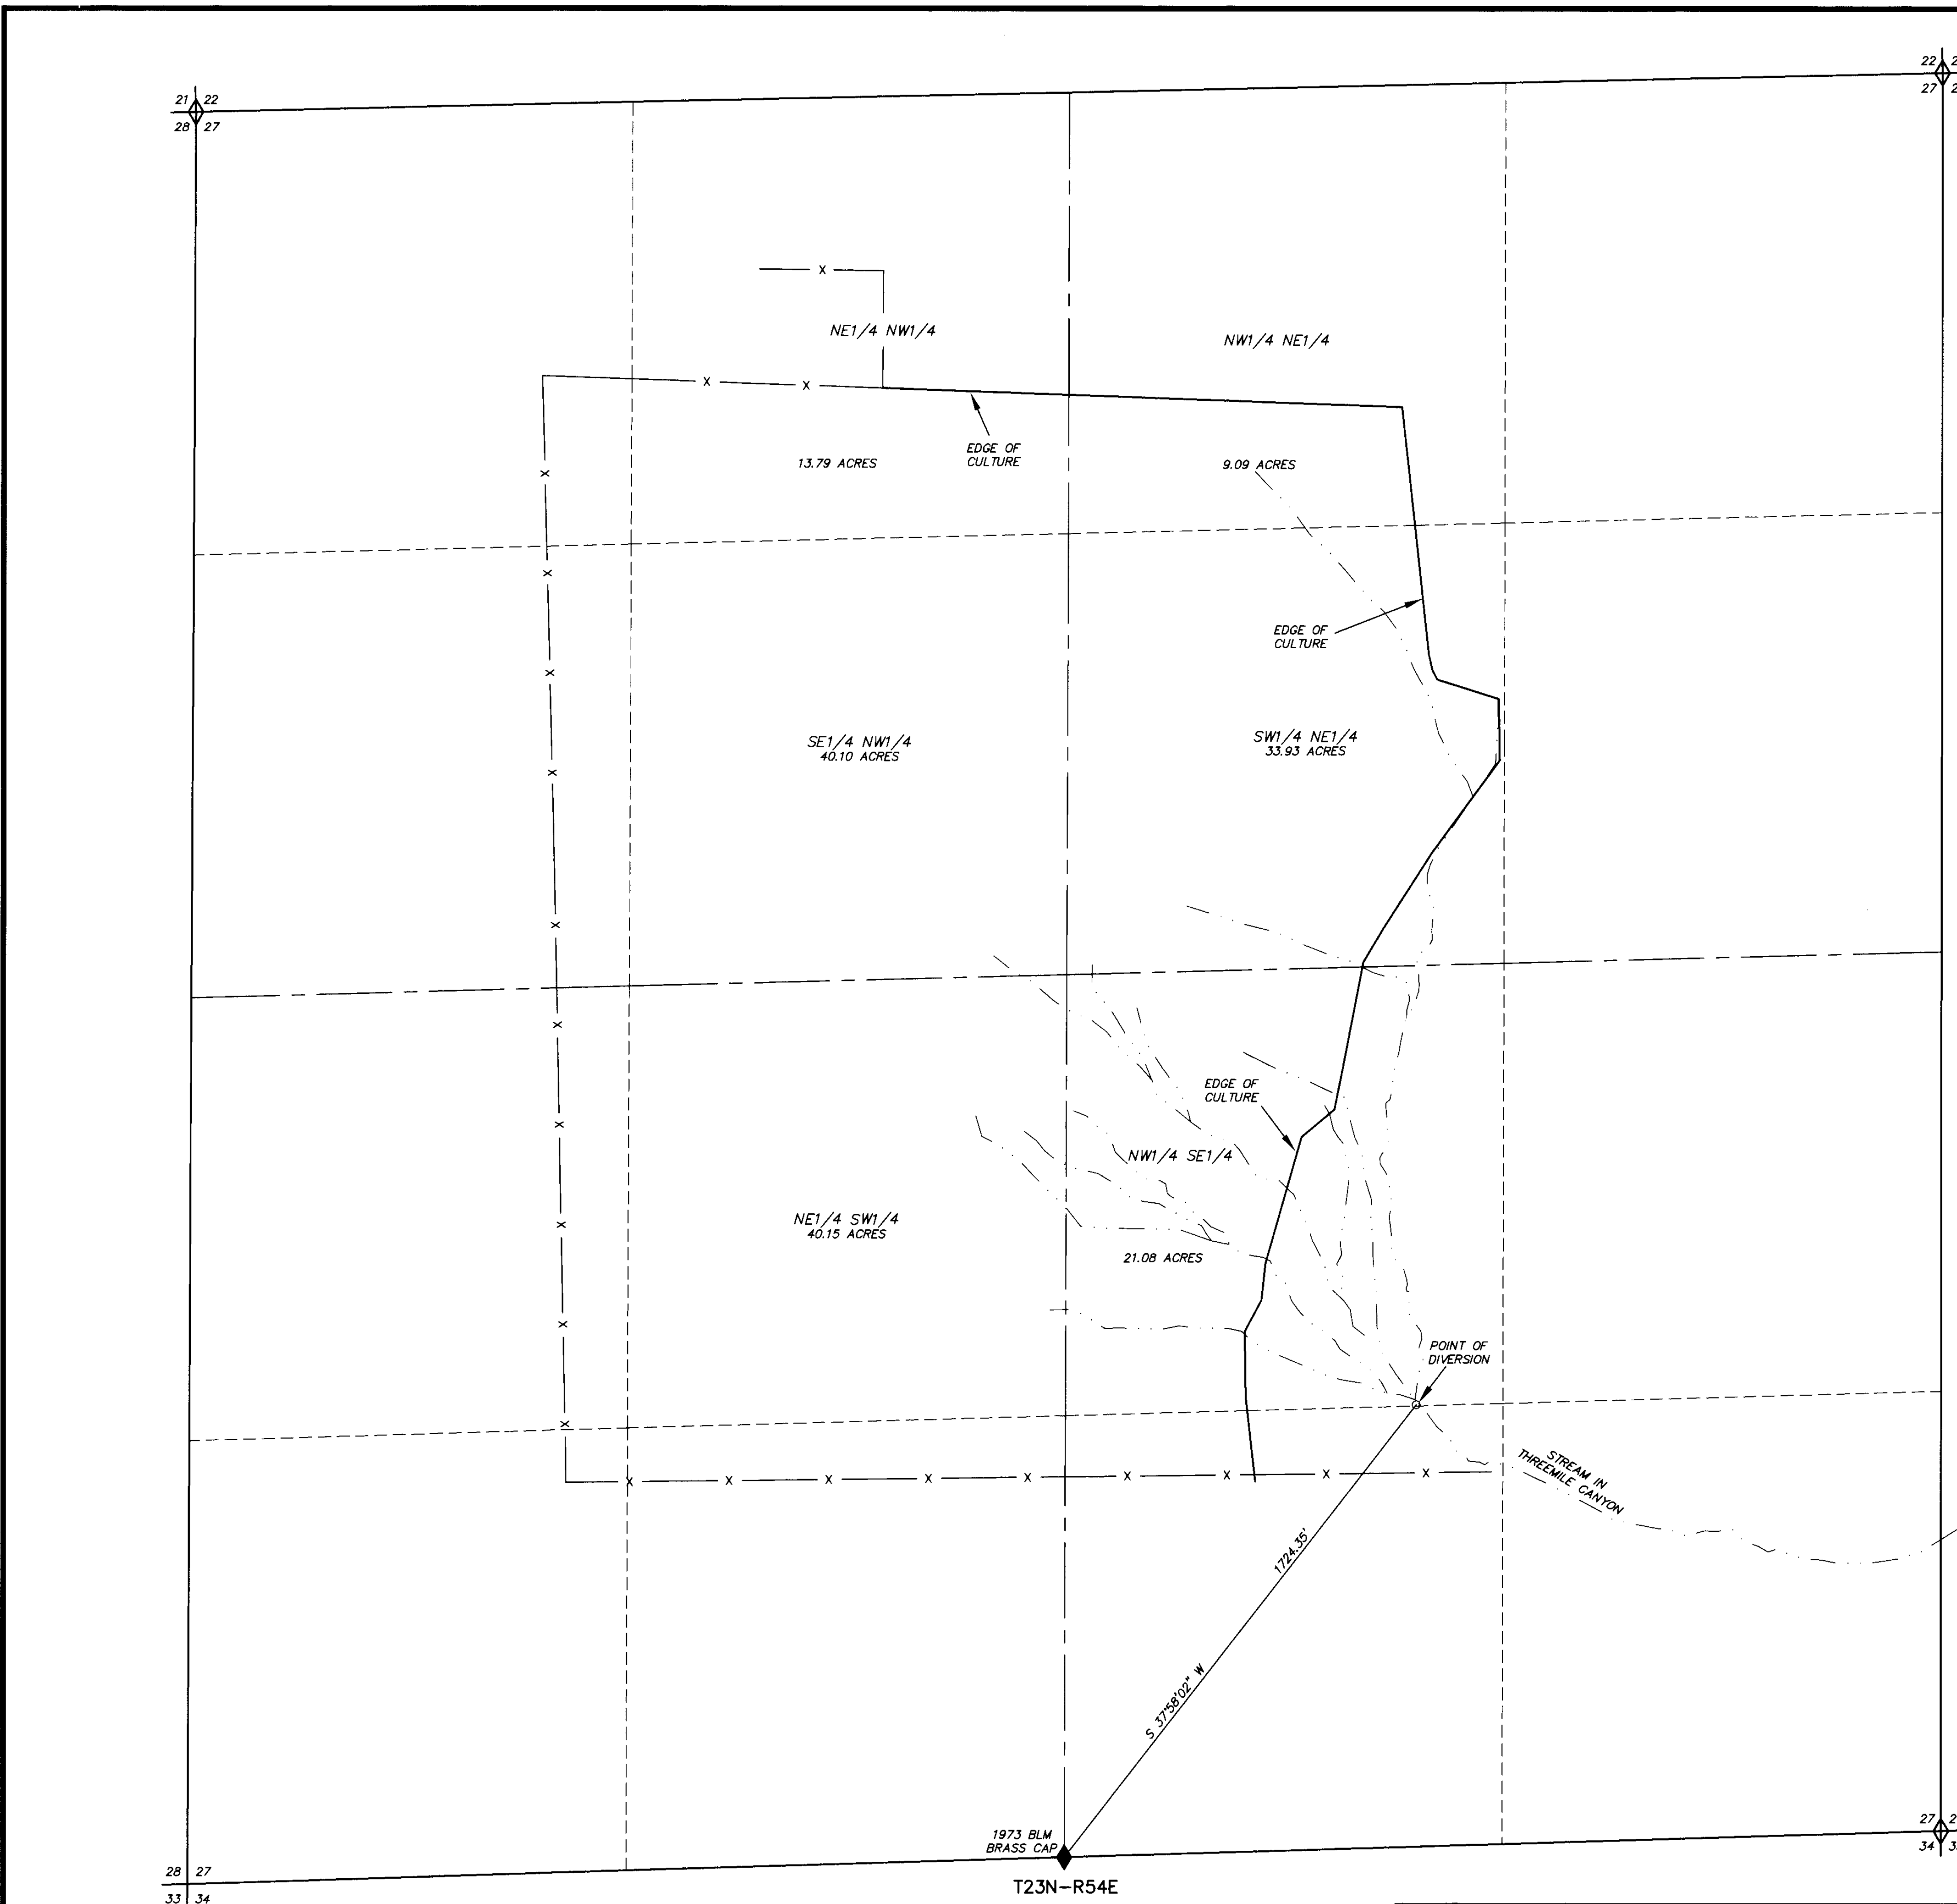 21 22
28 27
22 2
27 2
X
NE1/4 NW1/4
NW1/4 NE1/4
X X
EDGE OF
CULTURE
13.79 ACRES
9.09 ACRES
X
X
EDGE OF
CULTURE
X
SE1/4 NW1/4
40.10 ACRES
SW1/4 NE1/4
33.93 ACRES
X
X
X
EDGE OF
CULTURE
X
NW1/4 SE1/4
NE1/4 SW1/4
40.15 ACRES
X
21.08 ACRES
X
POINT OF
DIVERSION
X
X X X X X X X X X
STREAM IN
THREEMILE CANYON
1724.35'
S 37°58'02" W
1973 BLM
BRASS CAP
27 2
34 3
28 27
33 34
T23N-R54E